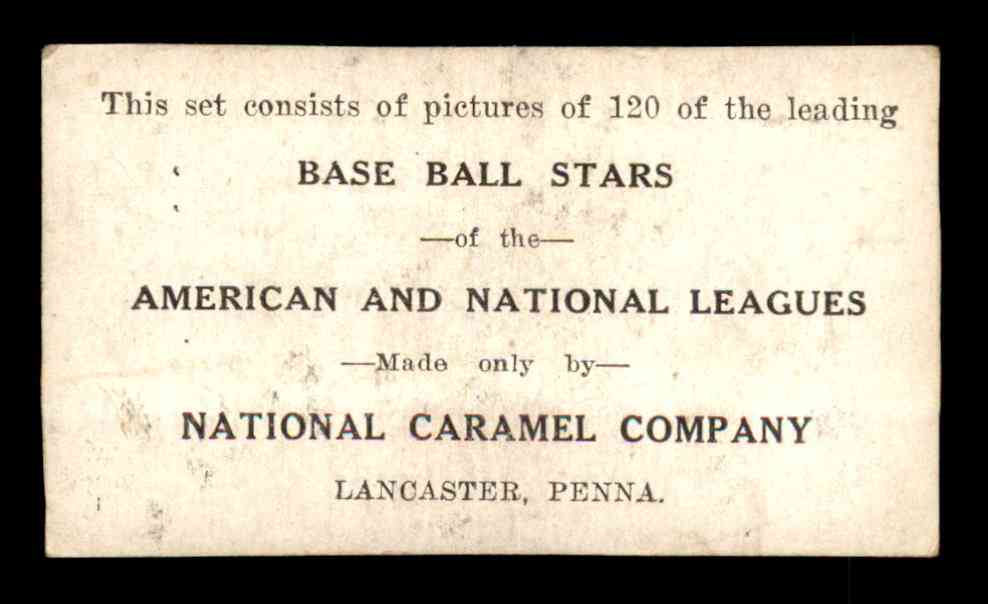 This set consists of pictures of 120 of the leading
BASE BALL STARS
—of the—
AMERICAN AND NATIONAL LEAGUES
—Made only by—
NATIONAL CARAMEL COMPANY
LANCASTER, PENNA.